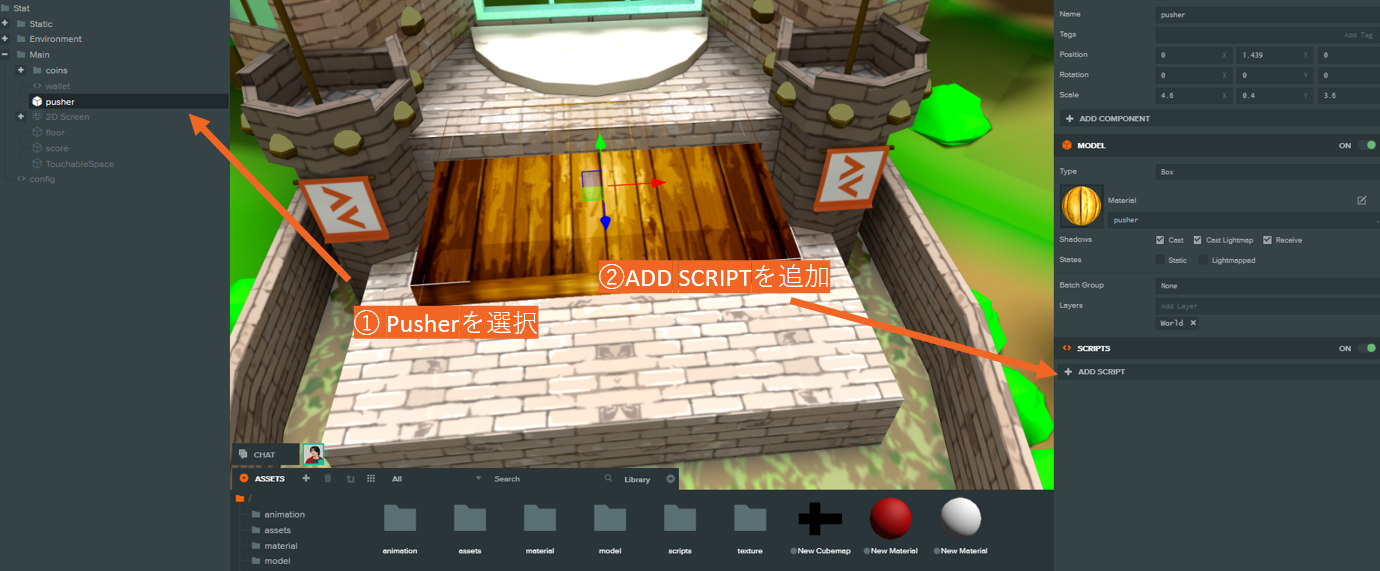 Stat
Static
Environment
Main
coins
wallet
pusher
2D Screen
floor
score
TouchableSpace
config
① Pusherを選択
②ADD SCRIPTを追加
CHAT
ASSETS
All
Search
Library
/
animation
assets
material
model
animation
assets
material
model
scripts
texture
New Cubemap
New Material
New Material
Name
pusher
Tags
Add Tag
Position
0 X 1.439 Y 0
Rotation
0 X 0 Y 0
Scale
4.6 X 0.4 Y 3.6
ADD COMPONENT
MODEL
ON
Type
Box
Material
pusher
Shadows
Cast
Cast Lightmap
Receive
States
Static
Lightmapped
Batch Group
None
Layers
Add Layer
World
SCRIPTS
ON
ADD SCRIPT